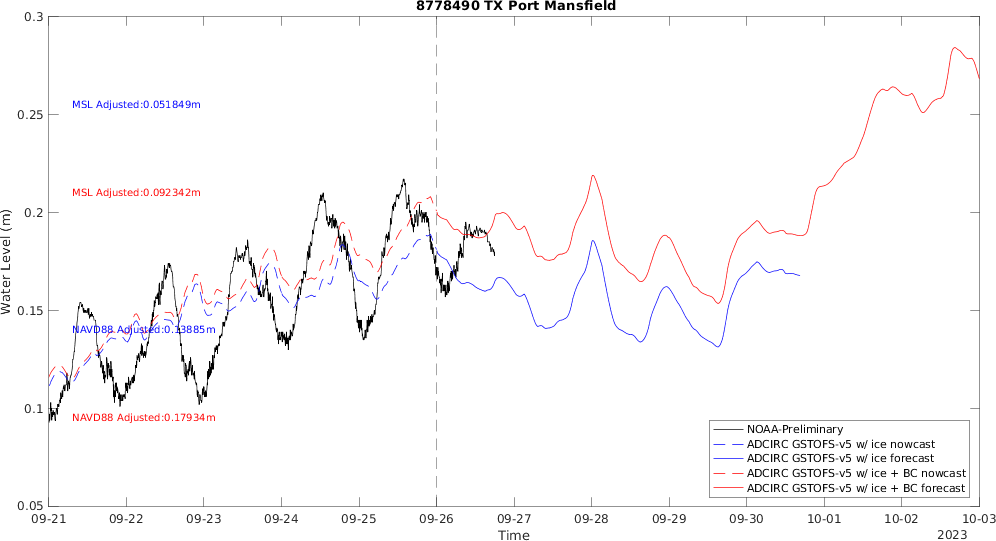 8778490 TX Port Mansfield
0.3
0.25
0.2
0.15
0.1
0.05
Water Level (m)
MSL Adjusted:0.051849m
MSL Adjusted:0.092342m
NAVD88 Adjusted:0.13885m
NAVD88 Adjusted:0.17934m
NOAA-Preliminary
ADCIRC GSTOFS-v5 w/ ice nowcast
ADCIRC GSTOFS-v5 w/ ice forecast
ADCIRC GSTOFS-v5 w/ ice + BC nowcast
ADCIRC GSTOFS-v5 w/ ice + BC forecast
09-21 09-22 09-23 09-24 09-25 09-26 09-27 09-28 09-29 09-30 10-01 10-02 10-03
Time
2023